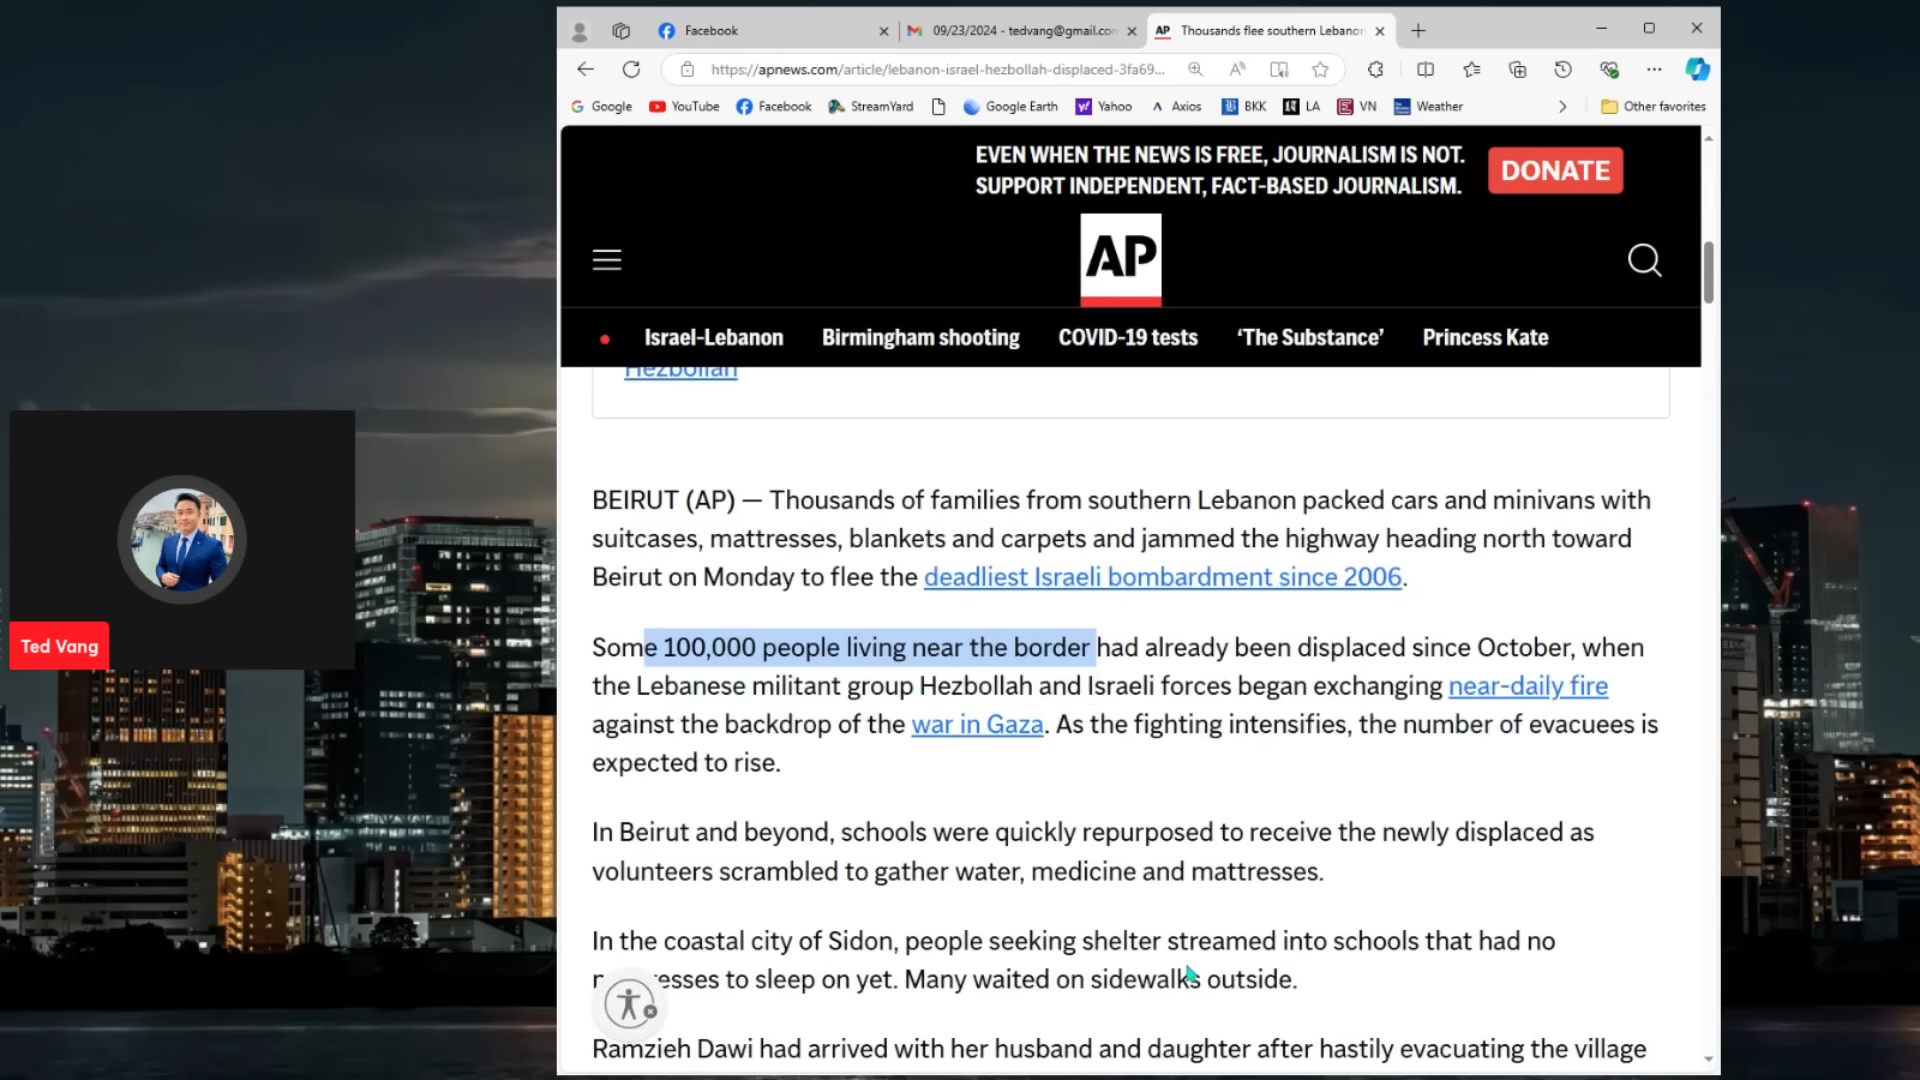 Facebook
09/23/2024 - tedvang@gmail.con
AP Thousands flee southern Lebanor
https://apnews.com/article/lebanon-israel-hezbollah-displaced-3fa69...
Google YouTube Facebook StreamYard Google Earth Yahoo Axios BKK LA VN Weather Other favorites
EVEN WHEN THE NEWS IS FREE, JOURNALISM IS NOT.
SUPPORT INDEPENDENT, FACT-BASED JOURNALISM.
DONATE
AP
Israel-Lebanon Birmingham shooting COVID-19 tests ‘The Substance’ Princess Kate
Hezbollah
BEIRUT (AP) — Thousands of families from southern Lebanon packed cars and minivans with
suitcases, mattresses, blankets and carpets and jammed the highway heading north toward
Beirut on Monday to flee the deadliest Israeli bombardment since 2006.
Some 100,000 people living near the border had already been displaced since October, when
the Lebanese militant group Hezbollah and Israeli forces began exchanging near-daily fire
against the backdrop of the war in Gaza. As the fighting intensifies, the number of evacuees is
expected to rise.
In Beirut and beyond, schools were quickly repurposed to receive the newly displaced as
volunteers scrambled to gather water, medicine and mattresses.
In the coastal city of Sidon, people seeking shelter streamed into schools that had no
esses to sleep on yet. Many waited on sidewalks outside.
Ramzieh Dawi had arrived with her husband and daughter after hastily evacuating the village
Ted Vang